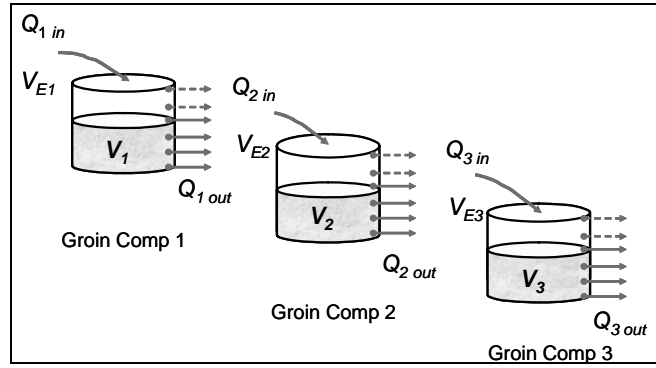 Q1 in
VE1
V1
Q1 out
Groin Comp 1
Q2 in
VE2
V2
Q2 out
Groin Comp 2
Q3 in
VE3
V3
Q3 out
Groin Comp 3